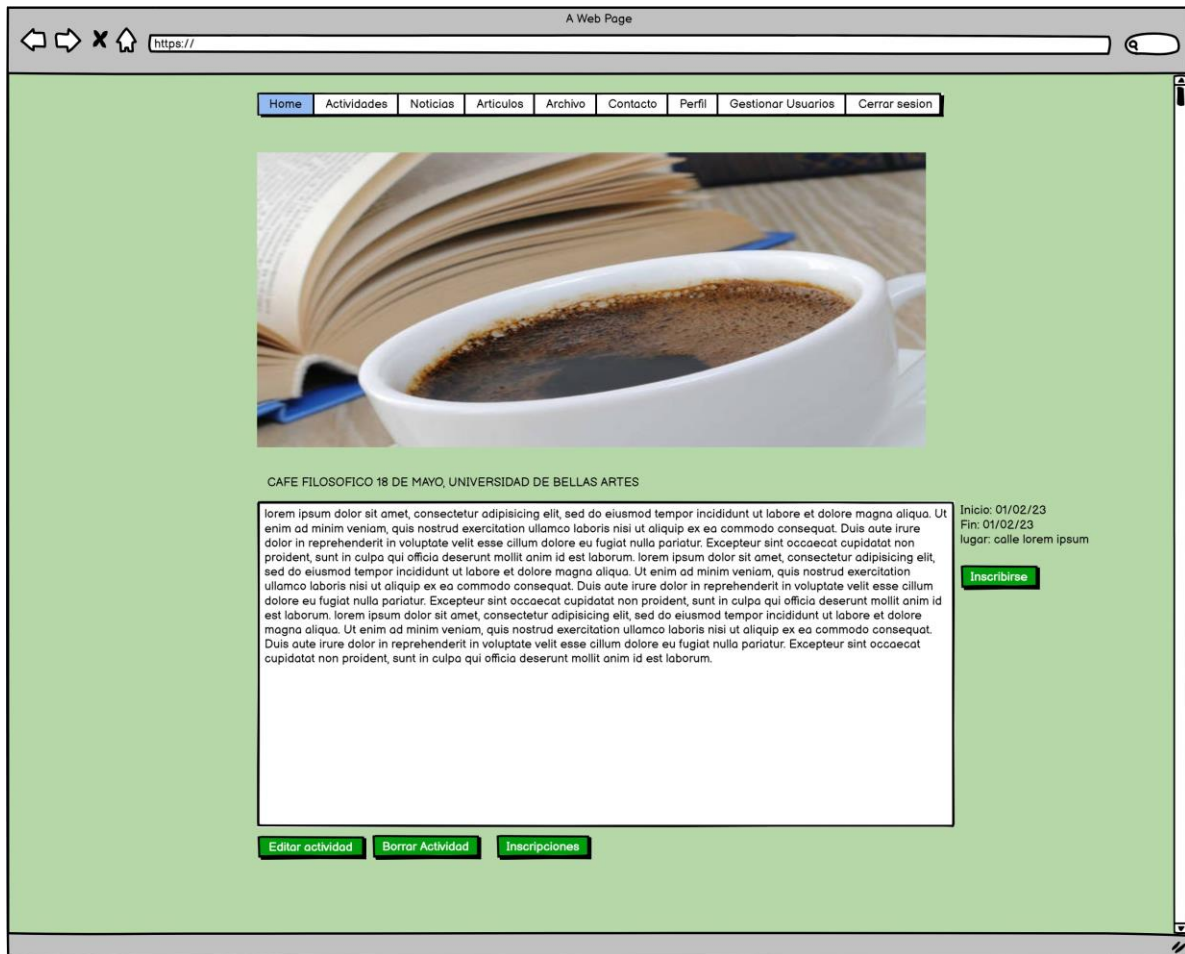 A Web Page
https://
Home Actividades Noticias Articulos Archivo Contacto Perfil Gestionar Usuarios Cerrar sesion
CAFE FILOSOFICO 18 DE MAYO, UNIVERSIDAD DE BELLAS ARTES
lorem ipsum dolor sit amet, consectetur adipisicing elit, sed do eiusmod tempor incididunt ut labore et dolore magna aliqua. Ut
enim ad minim veniam, quis nostrud exercitation ullamco laboris nisi ut aliquip ex ea commodo consequat. Duis aute irure
dolor in reprehenderit in voluptate velit esse cillum dolore eu fugiat nulla pariatur. Excepteur sint occaecat cupidatat non
proident, sunt in culpa qui officia deserunt mollit anim id est laborum. lorem ipsum dolor sit amet, consectetur adipisicing elit,
sed do eiusmod tempor incididunt ut labore et dolore magna aliqua. Ut enim ad minim veniam, quis nostrud exercitation
ullamco laboris nisi ut aliquip ex ea commodo consequat. Duis aute irure dolor in reprehenderit in voluptate velit esse cillum
dolore eu fugiat nulla pariatur. Excepteur sint occaecat cupidatat non proident, sunt in culpa qui officia deserunt mollit anim id
est laborum. lorem ipsum dolor sit amet, consectetur adipisicing elit, sed do eiusmod tempor incididunt ut labore et dolore
magna aliqua. Ut enim ad minim veniam, quis nostrud exercitation ullamco laboris nisi ut aliquip ex ea commodo consequat.
Duis aute irure dolor in reprehenderit in voluptate velit esse cillum dolore eu fugiat nulla pariatur. Excepteur sint occaecat
cupidatat non proident, sunt in culpa qui officia deserunt mollit anim id est laborum.
Inicio: 01/02/23
Fin: 01/02/23
lugar: calle lorem ipsum
Inscribirse
Editar actividad Borrar Actividad Inscripciones